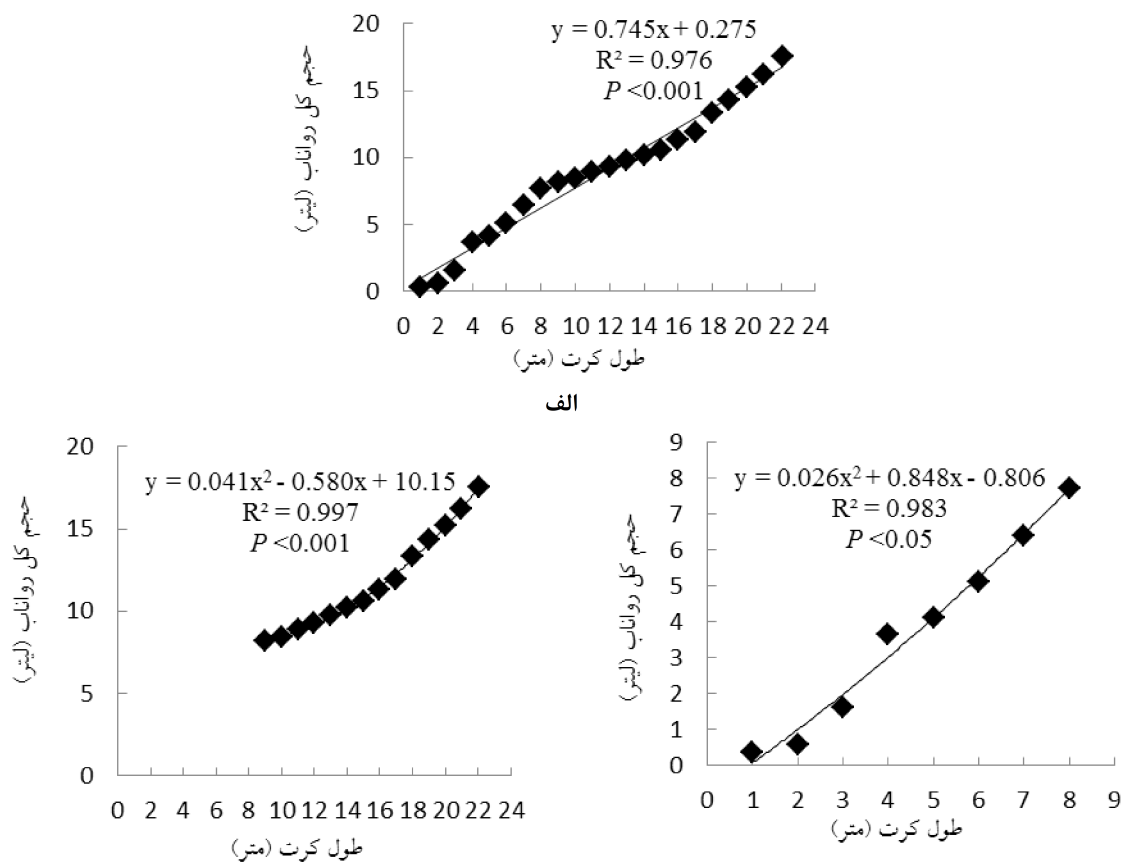 حجم کل رواناب (لیتر)
20
15
10
5
0
y = 0.745x + 0.275
R² = 0.976
P <0.001
0 2 4 6 8 10 12 14 16 18 20 22 24
طول کرت (متر)
الف
حجم کل رواناب (لیتر)
20
15
10
5
0
y = 0.041x² - 0.580x + 10.15
R² = 0.997
P <0.001
0 2 4 6 8 10 12 14 16 18 20 22 24
طول کرت (متر)
حجم کل رواناب (لیتر)
9
8
7
6
5
4
3
2
1
0
y = 0.026x² + 0.848x - 0.806
R² = 0.983
P <0.05
0 1 2 3 4 5 6 7 8 9
طول کرت (متر)